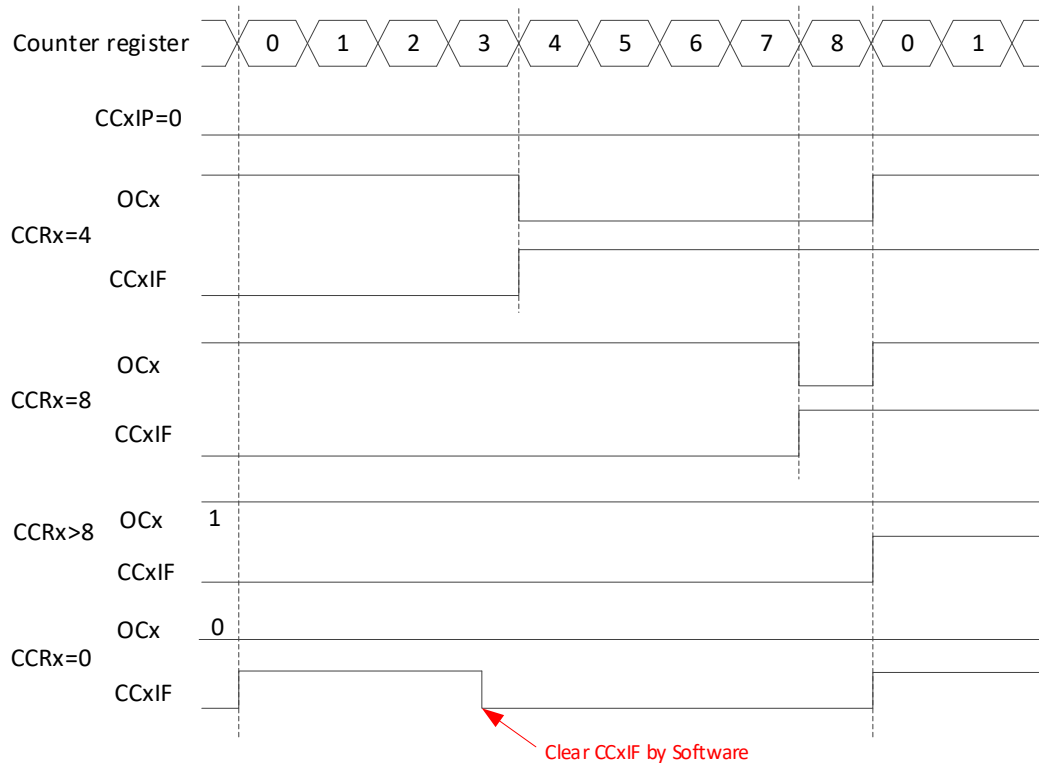 Counter register 0 1 2 3 4 5 6 7 8 0 1
CCxIP=0
OCx
CCRx=4
CCxIF
OCx
CCRx=8
CCxIF
OCx 1
CCRx>8
CCxIF
OCx 0
CCRx=0
CCxIF
Clear CCxIF by Software